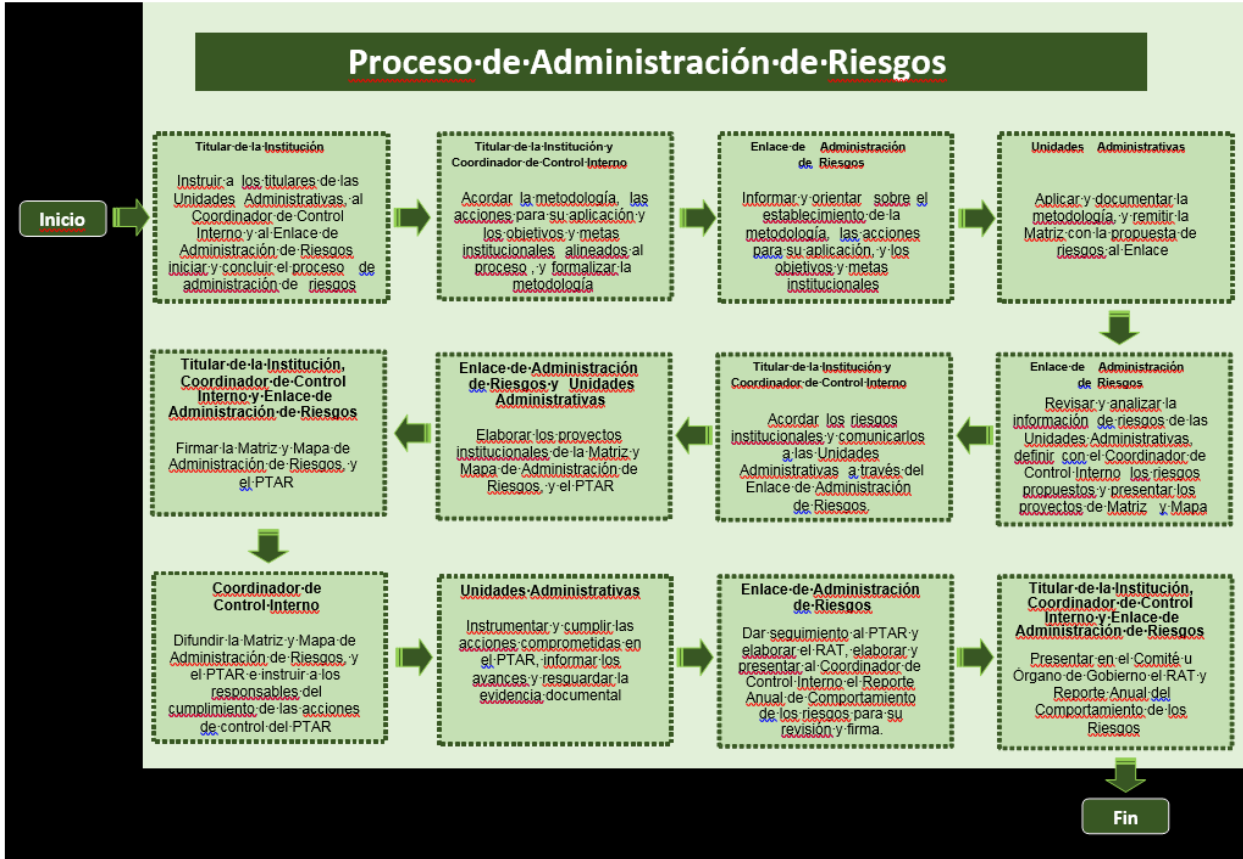 Proceso de Administración de Riesgos
Inicio
Titular de la Institución
Instruir a los titulares de las
Unidades Administrativas, al
Coordinador de Control
Interno y al Enlace de
Administración de Riesgos
iniciar y concluir el proceso de
administración de riesgos
Titular de la Institución y
Coordinador de Control Interno
Acordar la metodología, las
acciones para su aplicación y
los objetivos y metas
institucionales alineados al
proceso , y formalizar la
metodología
Enlace de Administración
de Riesgos
Informar y orientar sobre el
establecimiento de la
metodología, las acciones
para su aplicación, y los
objetivos y metas
institucionales
Unidades Administrativas
Aplicar y documentar la
metodología, y remitir la
Matriz con la propuesta de
riesgos al Enlace
Enlace de Administración
de Riesgos
Revisar y analizar la
información de riesgos de las
Unidades Administrativas,
definir con el Coordinador de
Control Interno los riesgos
propuestos y presentar los
proyectos de Matriz y Mapa
Titular de la Institución y
Coordinador de Control Interno
Acordar los riesgos
institucionales y comunicarlos
a las Unidades
Administrativas a través del
Enlace de Administración
de Riesgos.
Enlace de Administración
de Riesgos y Unidades
Administrativas
Elaborar los proyectos
institucionales de la Matriz y
Mapa de Administración de
Riesgos, y el PTAR
Titular de la Institución,
Coordinador de Control
Interno y Enlace de
Administración de Riesgos
Firmar la Matriz y Mapa de
Administración de Riesgos, y
el PTAR
Coordinador de
Control Interno
Difundir la Matriz y Mapa de
Administración de Riesgos, y
el PTAR e instruir a los
responsables del
cumplimiento de las acciones
de control del PTAR
Unidades Administrativas
Instrumentar y cumplir las
acciones comprometidas en
el PTAR, informar los
avances y resguardar la
evidencia documental
Enlace de Administración
de Riesgos
Dar seguimiento al PTAR y
elaborar el RAT, elaborar y
presentar al Coordinador de
Control Interno el Reporte
Anual de Comportamiento
de los riesgos para su
revisión y firma.
Titular de la Institución,
Coordinador de Control
Interno y Enlace de
Administración de Riesgos
Presentar en el Comité u
Órgano de Gobierno el RAT y
Reporte Anual del
Comportamiento de los
Riesgos
Fin